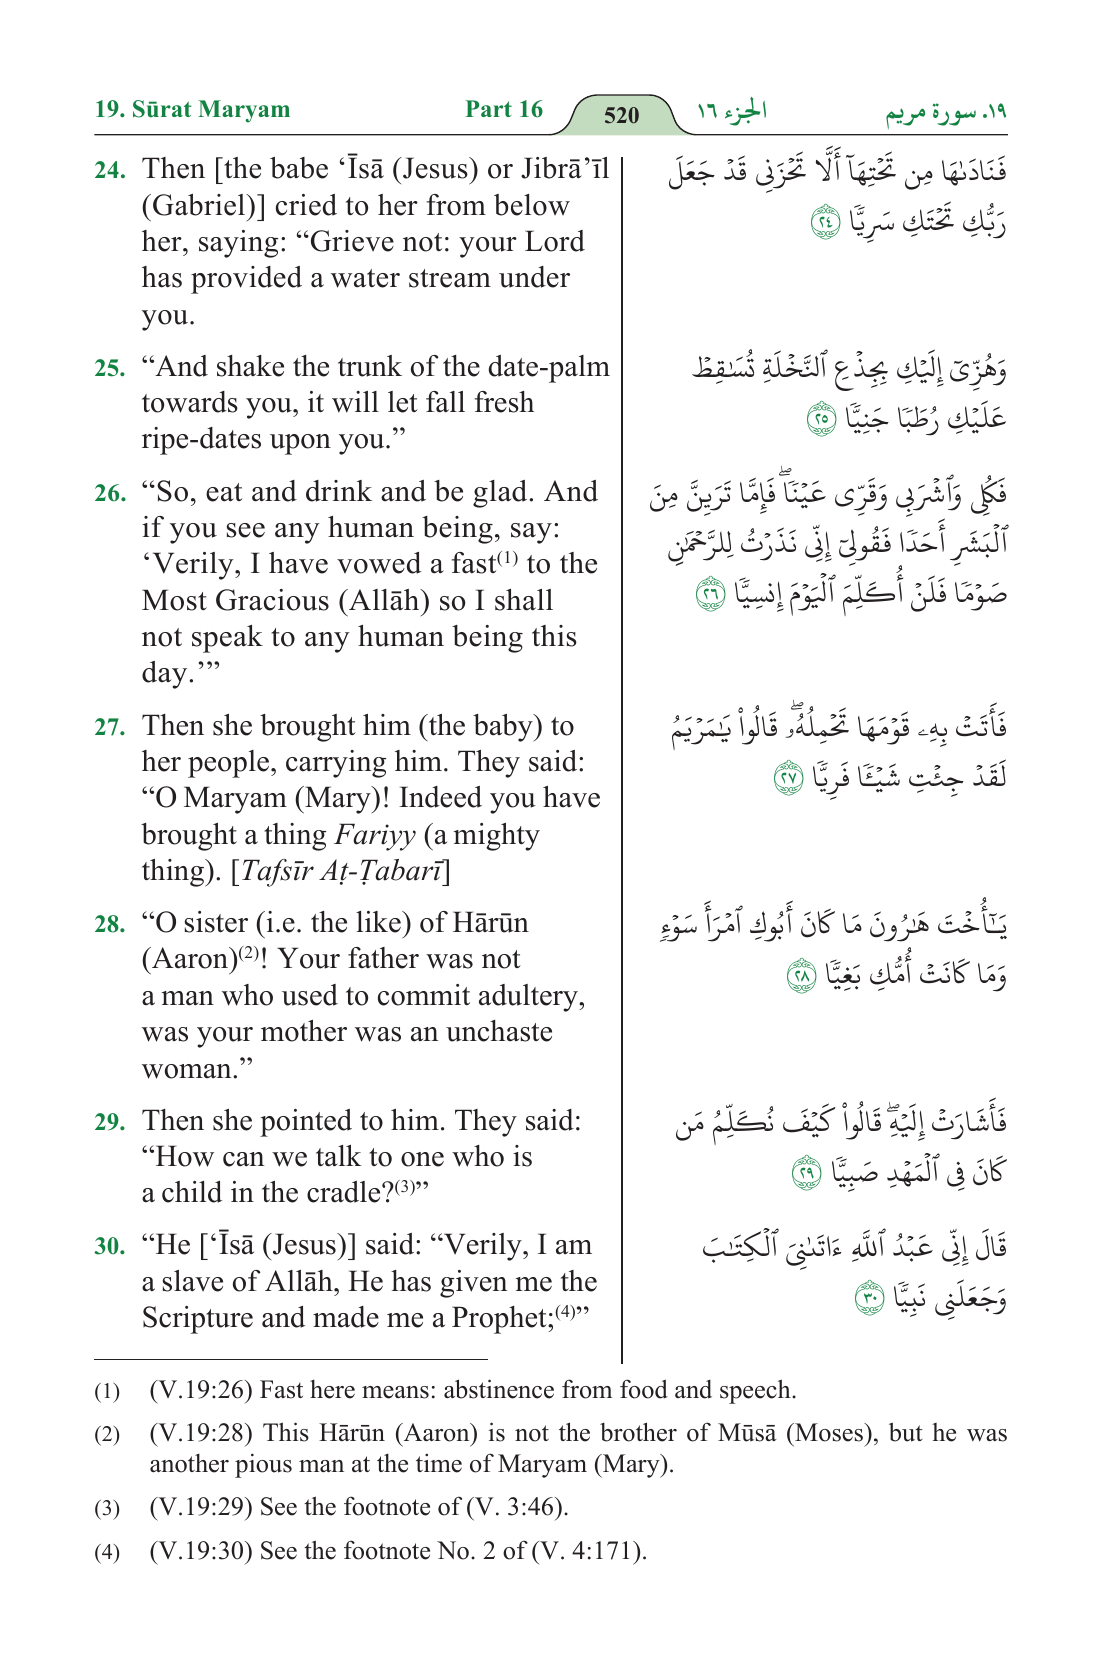 19. Sūrat Maryam Part 16 520 الجزء ١٦ ١٩. سورة مريم
24. Then [the babe ‘Īsā (Jesus) or Jibrā’īl
(Gabriel)] cried to her from below
her, saying: “Grieve not: your Lord
has provided a water stream under
you.
فَنَادَىٰهَا مِن تَحۡتِهَآ أَلَّا تَحۡزَنِي قَدۡ جَعَلَ
رَبُّكِ تَحۡتَكِ سَرِيّٗا ٢٤
25. “And shake the trunk of the date-palm
towards you, it will let fall fresh
ripe-dates upon you.”
وَهُزِّيٓ إِلَيۡكِ بِجِذۡعِ ٱلنَّخۡلَةِ تُسَٰقِطۡ
عَلَيۡكِ رُطَبٗا جَنِيّٗا ٢٥
26. “So, eat and drink and be glad. And
if you see any human being, say:
‘Verily, I have vowed a fast(1) to the
Most Gracious (Allāh) so I shall
not speak to any human being this
day.’”
فَكُلِي وَٱشۡرَبِي وَقَرِّي عَيۡنٗاۖ فَإِمَّا تَرَيِنَّ مِنَ
ٱلۡبَشَرِ أَحَدٗا فَقُولِيٓ إِنِّي نَذَرۡتُ لِلرَّحۡمَٰنِ
صَوۡمٗا فَلَنۡ أُكَلِّمَ ٱلۡيَوۡمَ إِنسِيّٗا ٢٦
27. Then she brought him (the baby) to
her people, carrying him. They said:
“O Maryam (Mary)! Indeed you have
brought a thing Fariyy (a mighty
thing). [Tafsīr Aṭ-Ṭabarī]
فَأَتَتۡ بِهِۦ قَوۡمَهَا تَحۡمِلُهُۥۖ قَالُواْ يَٰمَرۡيَمُ
لَقَدۡ جِئۡتِ شَيۡـٔٗا فَرِيّٗا ٢٧
28. “O sister (i.e. the like) of Hārūn
(Aaron)(2)! Your father was not
a man who used to commit adultery,
was your mother was an unchaste
woman.”
يَٰٓأُخۡتَ هَٰرُونَ مَا كَانَ أَبُوكِ ٱمۡرَأَ سَوۡءٖ
وَمَا كَانَتۡ أُمُّكِ بَغِيّٗا ٢٨
29. Then she pointed to him. They said:
“How can we talk to one who is
a child in the cradle?(3)”
فَأَشَارَتۡ إِلَيۡهِۖ قَالُواْ كَيۡفَ نُكَلِّمُ مَن
كَانَ فِي ٱلۡمَهۡدِ صَبِيّٗا ٢٩
30. “He [‘Īsā (Jesus)] said: “Verily, I am
a slave of Allāh, He has given me the
Scripture and made me a Prophet;(4)”
قَالَ إِنِّي عَبۡدُ ٱللَّهِ ءَاتَىٰنِيَ ٱلۡكِتَٰبَ
وَجَعَلَنِي نَبِيّٗا ٣٠
(1) (V.19:26) Fast here means: abstinence from food and speech.
(2) (V.19:28) This Hārūn (Aaron) is not the brother of Mūsā (Moses), but he was
another pious man at the time of Maryam (Mary).
(3) (V.19:29) See the footnote of (V. 3:46).
(4) (V.19:30) See the footnote No. 2 of (V. 4:171).